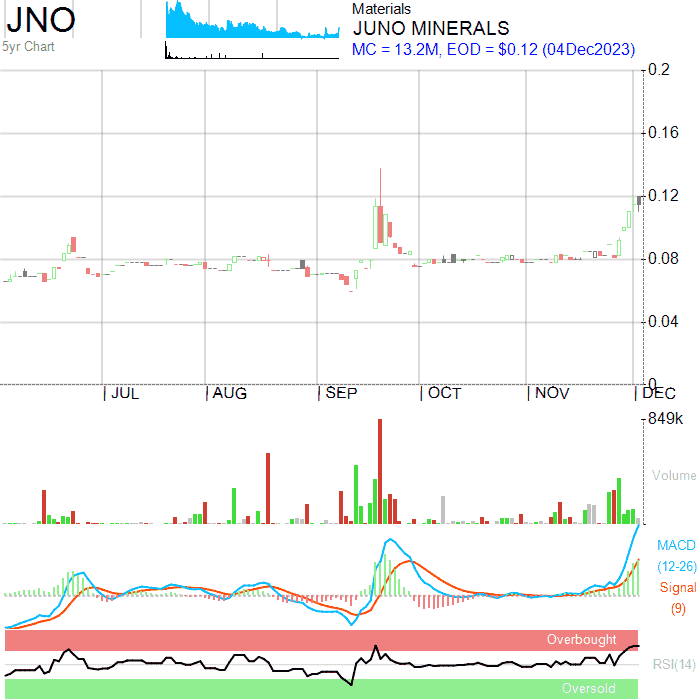 JNO
5yr Chart
Materials
JUNO MINERALS
MC = 13.2M, EOD = $0.12 (04Dec2023)
0.2
0.16
0.12
0.08
0.04
0
JUL AUG SEP OCT NOV DEC
849k
Volume
MACD
(12-26)
Signal
(9)
Overbought
RSI(14)
Oversold